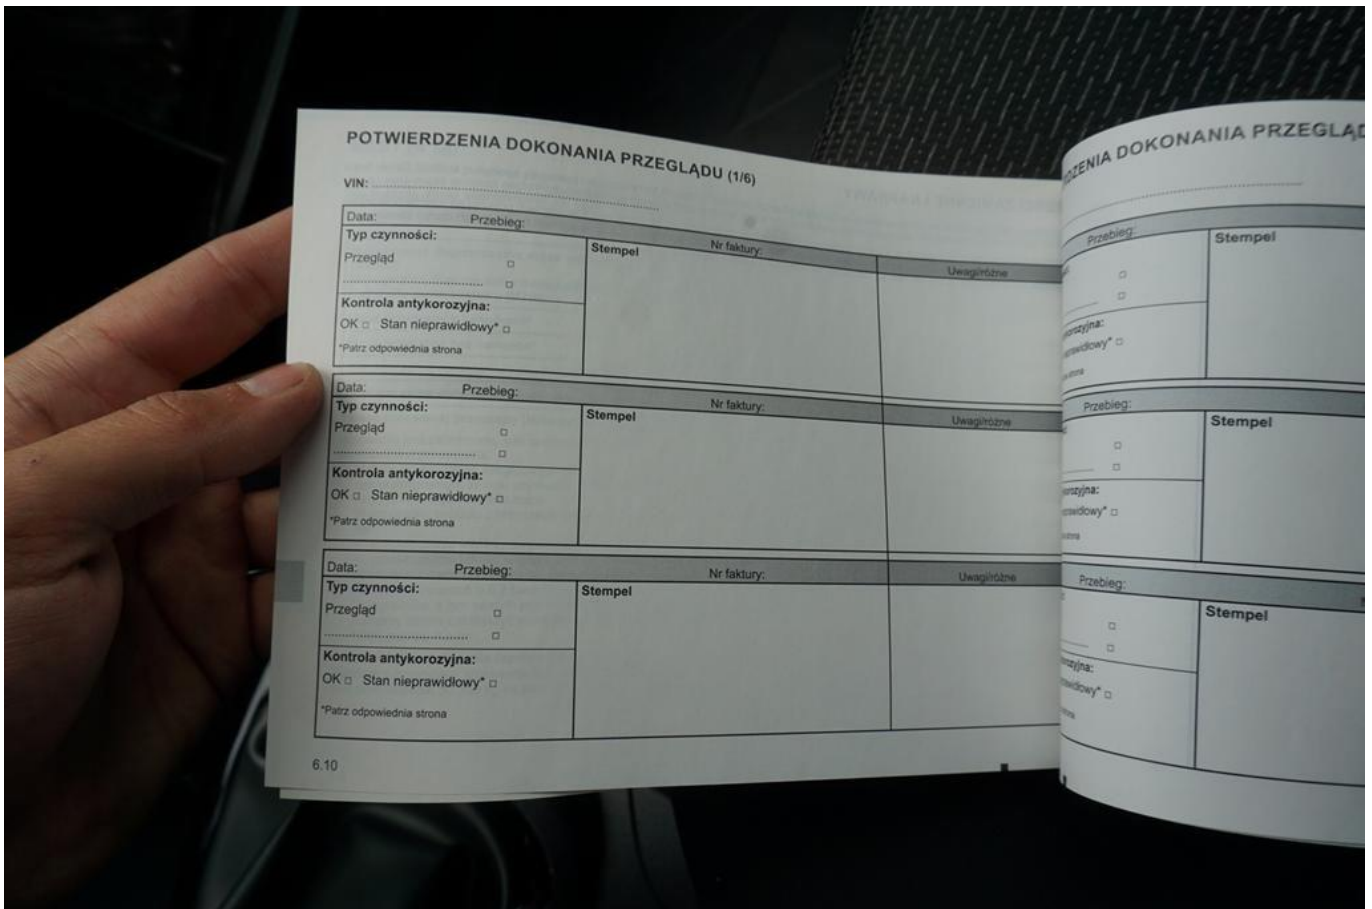 POTWIERDZENIA DOKONANIA PRZEGLĄDU (1/6)
VIN: ..........................................................................
Data: Przebieg: Nr faktury: Uwagi/różne
Typ czynności: Stempel
Przegląd □
................................... □
Kontrola antykorozyjna:
OK □ Stan nieprawidłowy* □
*Patrz odpowiednia strona
Data: Przebieg: Nr faktury: Uwagi/różne
Typ czynności: Stempel
Przegląd □
................................... □
Kontrola antykorozyjna:
OK □ Stan nieprawidłowy* □
*Patrz odpowiednia strona
Data: Przebieg: Nr faktury: Uwagi/różne
Typ czynności: Stempel
Przegląd □
................................... □
Kontrola antykorozyjna:
OK □ Stan nieprawidłowy* □
*Patrz odpowiednia strona
6.10
DOKONANIA
Przebieg:
Stempel
Przebieg:
Stempel
Przebieg:
Stempel